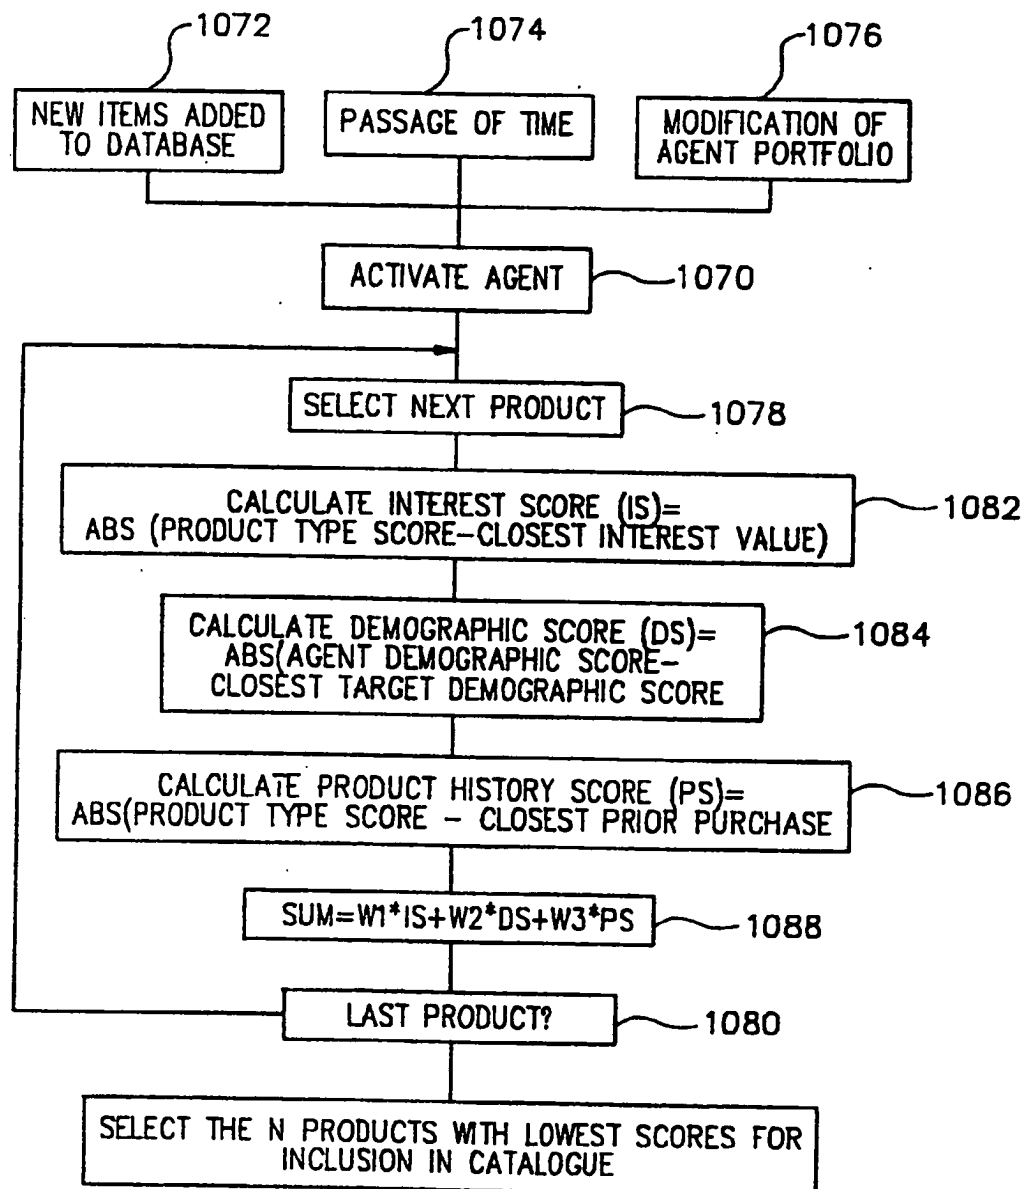 1072
1074
1076
NEW ITEMS ADDED
TO DATABASE
PASSAGE OF TIME
MODIFICATION OF
AGENT PORTFOLIO
ACTIVATE AGENT
1070
SELECT NEXT PRODUCT
1078
CALCULATE INTEREST SCORE (IS)=
ABS (PRODUCT TYPE SCORE-CLOSEST INTEREST VALUE)
1082
CALCULATE DEMOGRAPHIC SCORE (DS)=
ABS(AGENT DEMOGRAPHIC SCORE-
CLOSEST TARGET DEMOGRAPHIC SCORE
1084
CALCULATE PRODUCT HISTORY SCORE (PS)=
ABS(PRODUCT TYPE SCORE - CLOSEST PRIOR PURCHASE
1086
SUM=W1*IS+W2*DS+W3*PS
1088
LAST PRODUCT?
1080
SELECT THE N PRODUCTS WITH LOWEST SCORES FOR
INCLUSION IN CATALOGUE